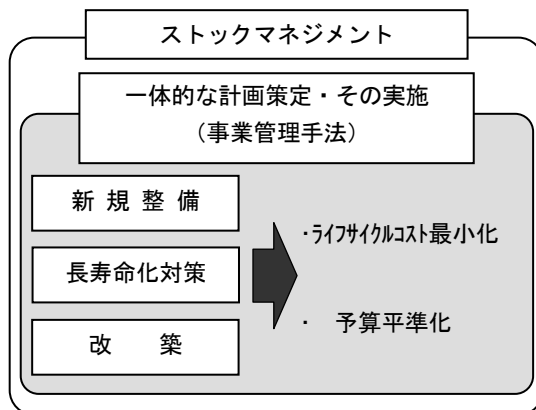 ストックマネジメント
一体的な計画策定・その実施
（事業管理手法）
新 規 整 備
長寿命化対策
改　　築
・ﾗｲﾌｻｲｸﾙｺｽﾄ最小化
・　予算平準化